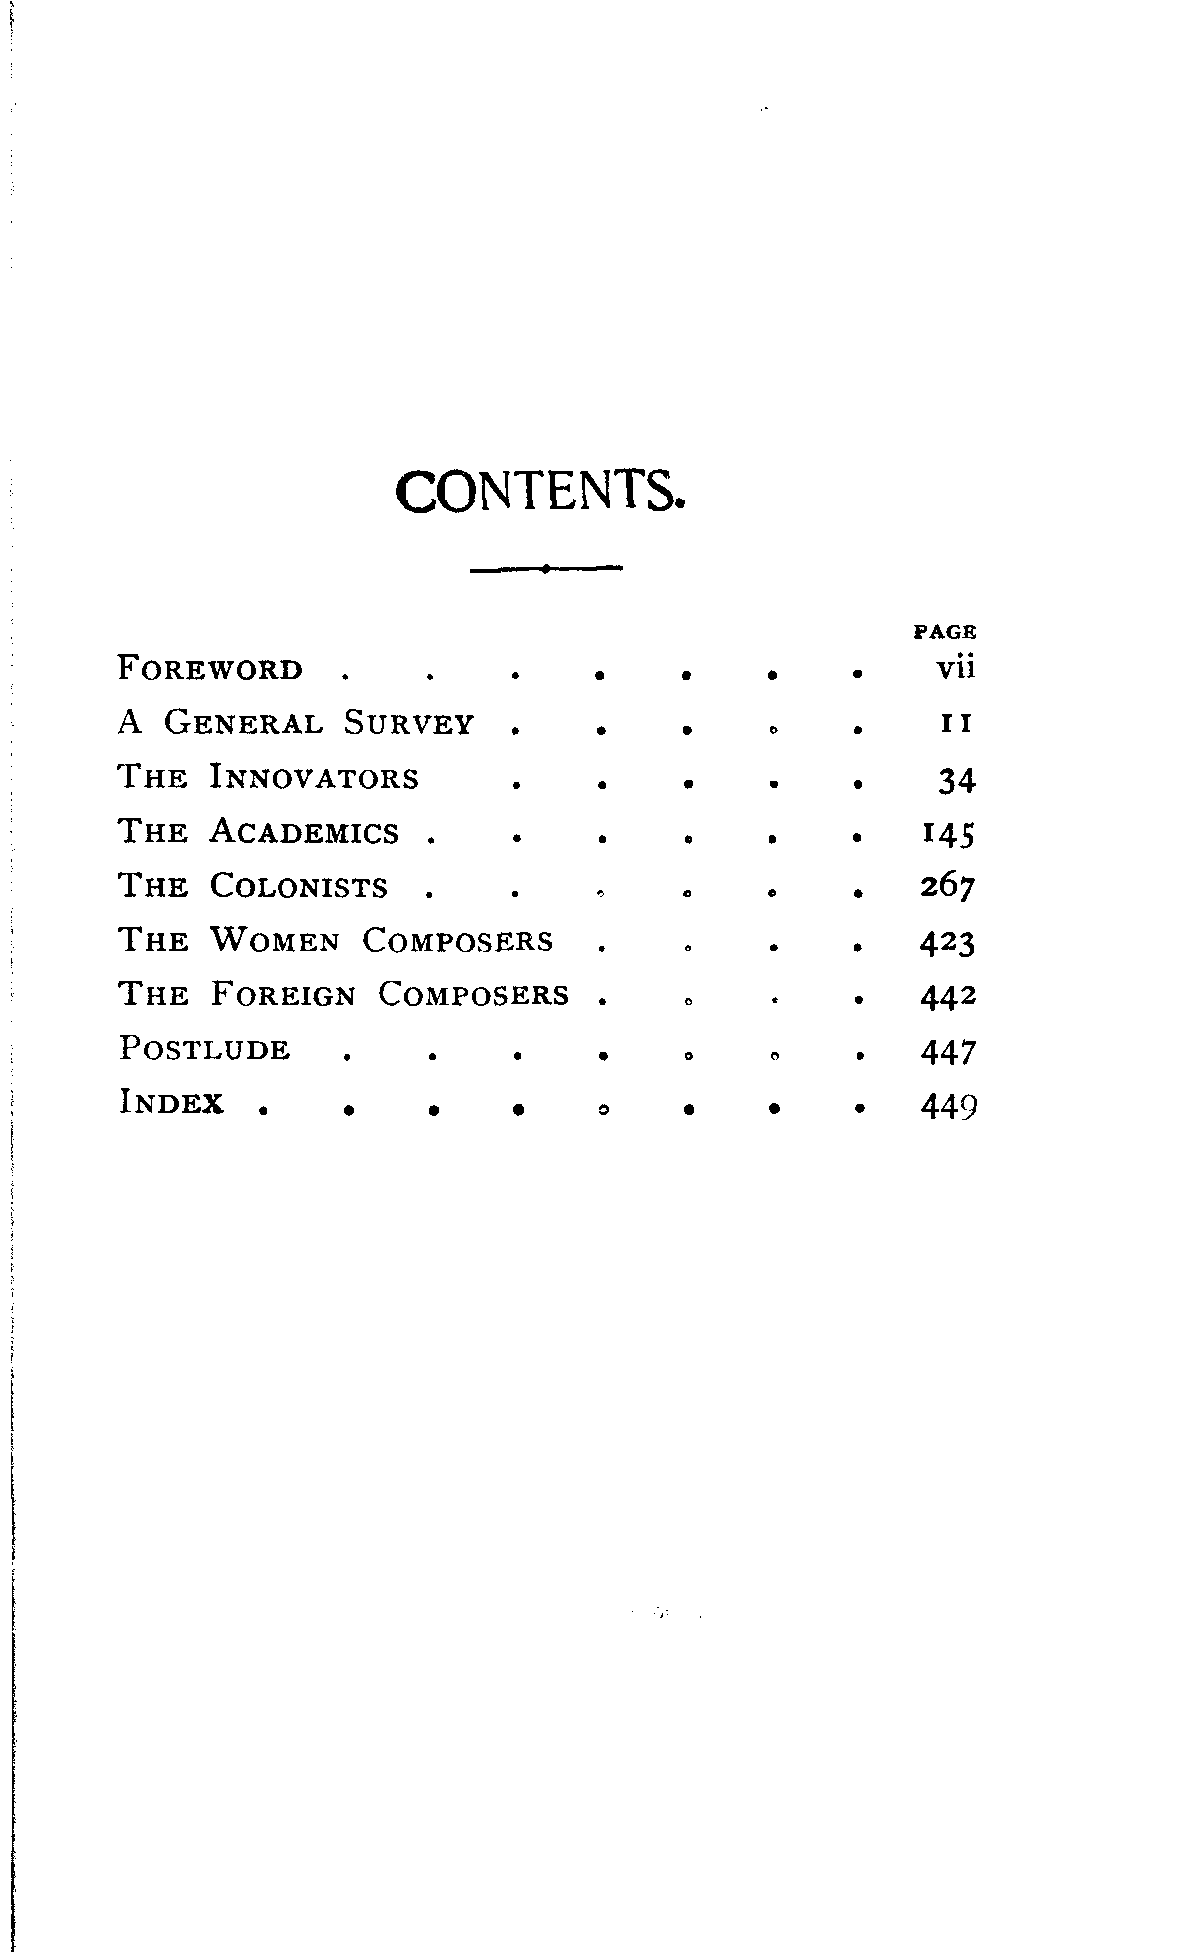 CONTENTS.
PAGE
FOREWORD . . . . . . . vii
A GENERAL SURVEY . . . . . 11
THE INNOVATORS . . . . . 34
THE ACADEMICS . . . . . . 145
THE COLONISTS . . . . . . 267
THE WOMEN COMPOSERS . . . . 423
THE FOREIGN COMPOSERS . . . . 442
POSTLUDE . . . . . . . 447
INDEX . . . . . . . . 449